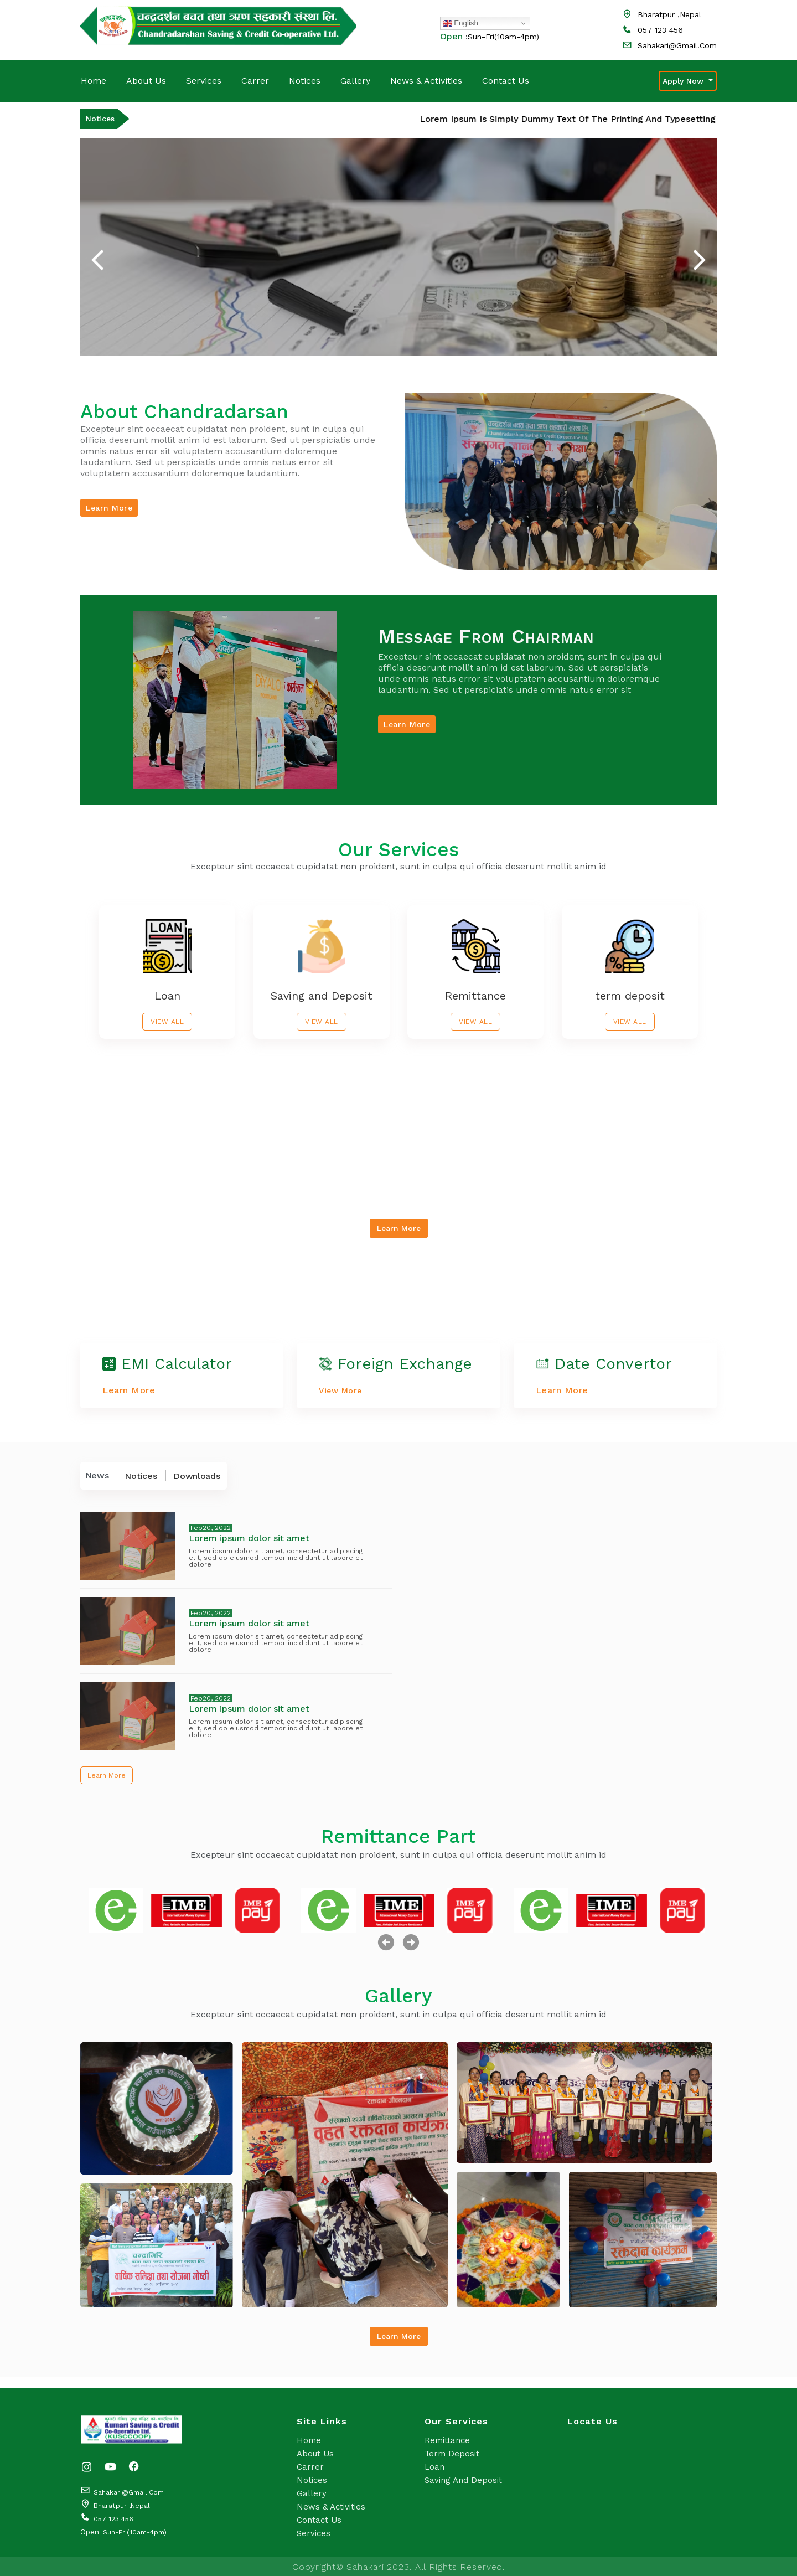 चन्द्रदर्शन बचत तथा ऋण सहकारी संस्था लि.
Chandradarshan Saving & Credit Co-operative Ltd.
English
Open :Sun-Fri(10am-4pm)
Bharatpur ,Nepal
057 123 456
Sahakari@Gmail.Com
Home About Us Services Carrer Notices Gallery News & Activities Contact Us Apply Now
Notices
Lorem Ipsum Is Simply Dummy Text Of The Printing And Typesetting
About Chandradarsan
Excepteur sint occaecat cupidatat non proident, sunt in culpa qui
officia deserunt mollit anim id est laborum. Sed ut perspiciatis unde
omnis natus error sit voluptatem accusantium doloremque
laudantium. Sed ut perspiciatis unde omnis natus error sit
voluptatem accusantium doloremque laudantium.
Learn More
चन्द्रदर्शन बचत तथा ऋण सहकारी संस्था लि.
Chandradarshan Saving & Credit Co-operative Ltd.
Message From Chairman
Excepteur sint occaecat cupidatat non proident, sunt in culpa qui
officia deserunt mollit anim id est laborum. Sed ut perspiciatis
unde omnis natus error sit voluptatem accusantium doloremque
laudantium. Sed ut perspiciatis unde omnis natus error sit
Learn More
Our Services
Excepteur sint occaecat cupidatat non proident, sunt in culpa qui officia deserunt mollit anim id
LOAN
Loan
VIEW ALL
Saving and Deposit
VIEW ALL
Remittance
VIEW ALL
term deposit
VIEW ALL
Learn More
EMI Calculator
Learn More
Foreign Exchange
View More
Date Convertor
Learn More
News Notices Downloads
Feb20, 2022
Lorem ipsum dolor sit amet
Lorem ipsum dolor sit amet, consectetur adipiscing
elit, sed do eiusmod tempor incididunt ut labore et
dolore
Feb20, 2022
Lorem ipsum dolor sit amet
Lorem ipsum dolor sit amet, consectetur adipiscing
elit, sed do eiusmod tempor incididunt ut labore et
dolore
Feb20, 2022
Lorem ipsum dolor sit amet
Lorem ipsum dolor sit amet, consectetur adipiscing
elit, sed do eiusmod tempor incididunt ut labore et
dolore
Learn More
Remittance Part
Excepteur sint occaecat cupidatat non proident, sunt in culpa qui officia deserunt mollit anim id
IME
IME pay
IME
IME pay
IME
IME pay
Gallery
Excepteur sint occaecat cupidatat non proident, sunt in culpa qui officia deserunt mollit anim id
वृहत रक्तदान कार्यक्रम
चन्द्रागिरि
वार्षिक समिक्षा तथा योजना गोष्ठी
चन्द्रदर्शन
रक्तदान कार्यक्रम
Learn More
Kumari Saving & Credit
Co-Operative Ltd.
(KUSCCOOP)
Sahakari@Gmail.Com
Bharatpur ,Nepal
057 123 456
Open :Sun-Fri(10am-4pm)
Site Links
Home
About Us
Carrer
Notices
Gallery
News & Activities
Contact Us
Services
Our Services
Remittance
Term Deposit
Loan
Saving And Deposit
Locate Us
Copyright© Sahakari 2023. All Rights Reserved.